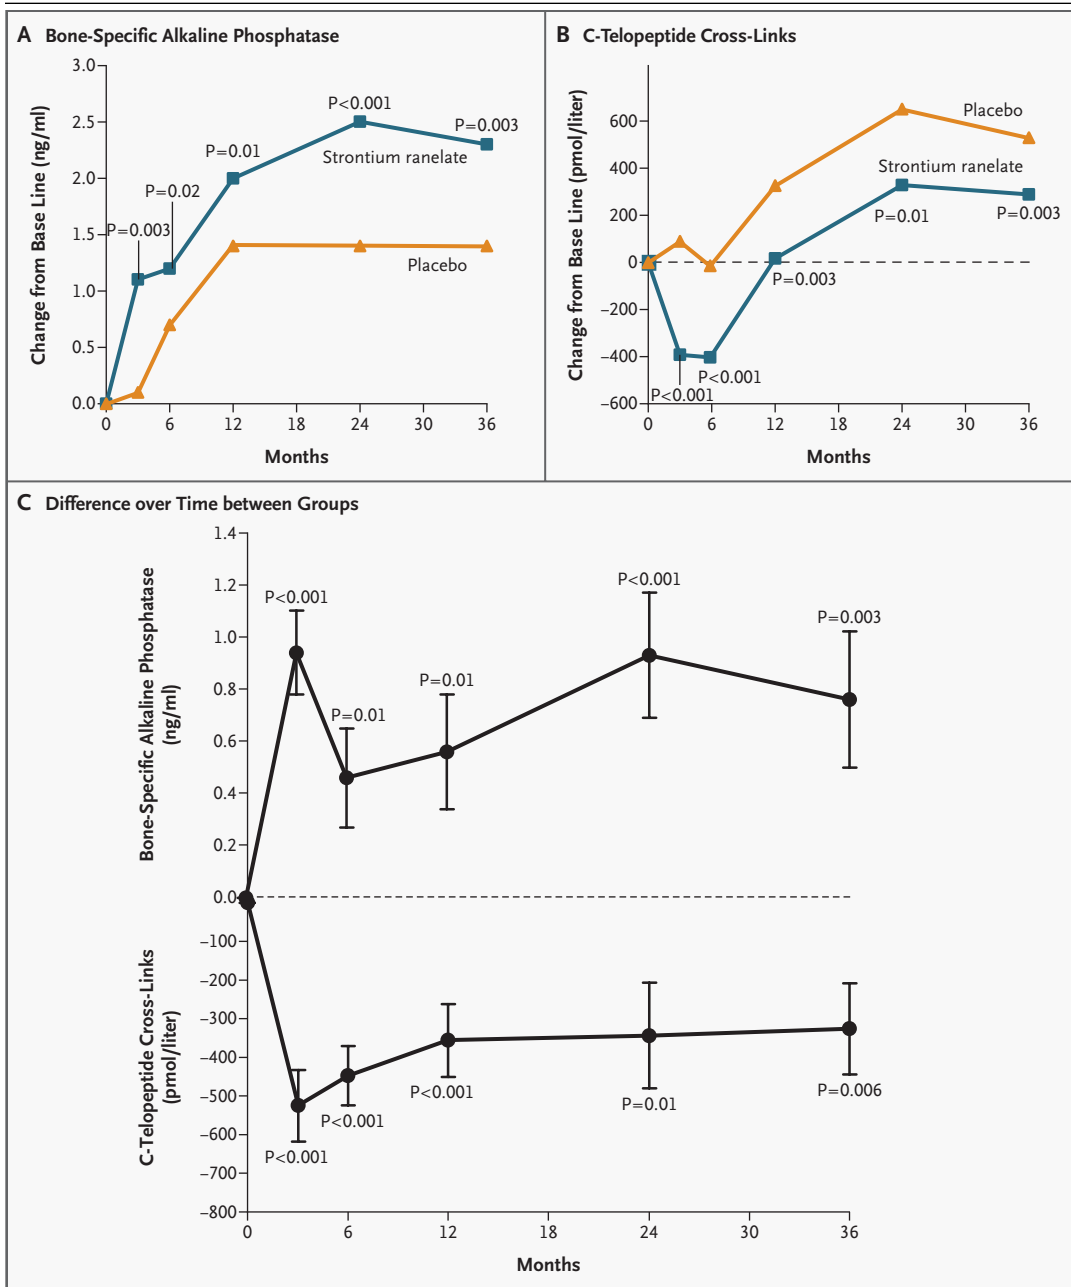 A Bone-Specific Alkaline Phosphatase
Change from Base Line (ng/ml)
3.0
2.5
2.0
1.5
1.0
0.5
0.0
P=0.003
P=0.02
P=0.01
P<0.001
P=0.003
Strontium ranelate
Placebo
0 6 12 18 24 30 36
Months
B C-Telopeptide Cross-Links
Change from Base Line (pmol/liter)
600
400
200
0
–200
–400
–600
Placebo
Strontium ranelate
P=0.01
P=0.003
P=0.003
P<0.001
P<0.001
0 6 12 18 24 30 36
Months
C Difference over Time between Groups
Bone-Specific Alkaline Phosphatase
(ng/ml)
1.4
1.2
1.0
0.8
0.6
0.4
0.2
0.0
P<0.001
P=0.01
P=0.01
P<0.001
P=0.003
C-Telopeptide Cross-Links
(pmol/liter)
–100
–200
–300
–400
–500
–600
–700
–800
P<0.001
P<0.001
P<0.001
P=0.01
P=0.006
0 6 12 18 24 30 36
Months